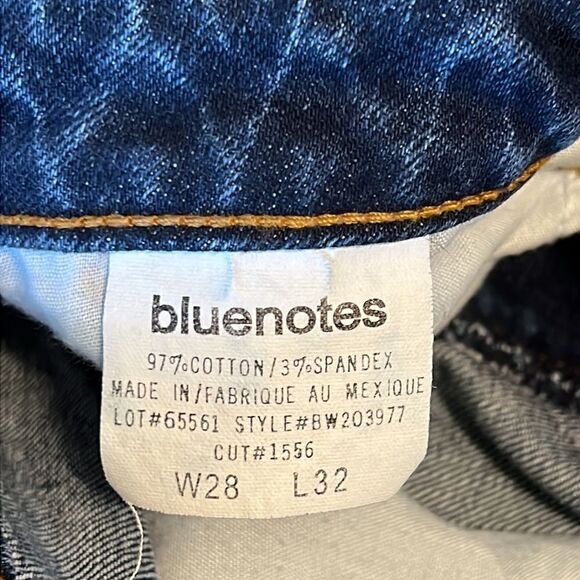 bluenotes
97%COTTON/3%SPANDEX
MADE IN/FABRIQUE AU MEXIQUE
LOT#65561 STYLE#BW203977
CUT#1556
W28 L32